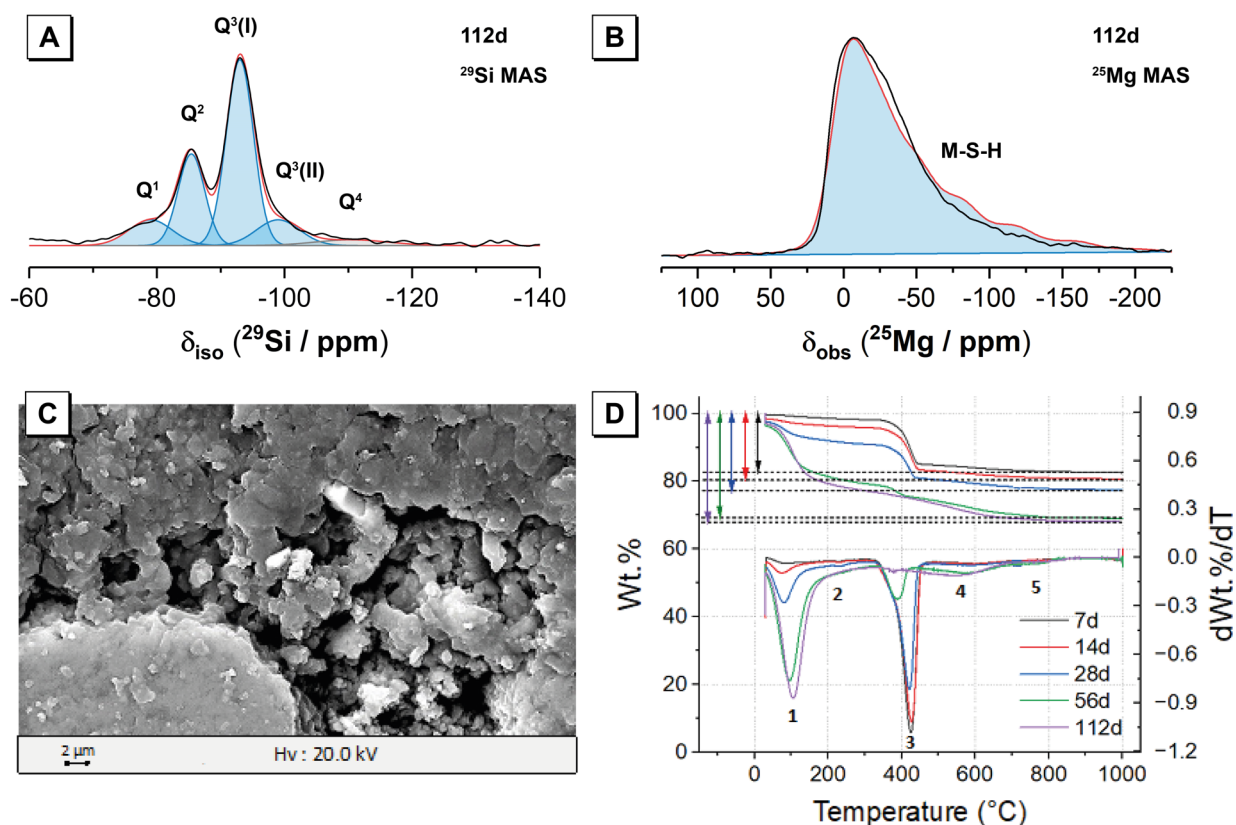 A
Q³(I)
112d
²⁹Si MAS
Q²
Q³(II)
Q¹
Q⁴
-60 -80 -100 -120 -140
δiso (²⁹Si / ppm)
B
112d
²⁵Mg MAS
M-S-H
100 50 0 -50 -100 -150 -200
δobs (²⁵Mg / ppm)
C
2 µm
Hv : 20.0 kV
D
100
80
60
40
20
0
Wt.%
0.9
0.6
0.3
0.0
−0.3
−0.6
−0.9
−1.2
dWt.%/dT
1
2
3
4
5
7d
14d
28d
56d
112d
0 200 400 600 800 1000
Temperature (°C)